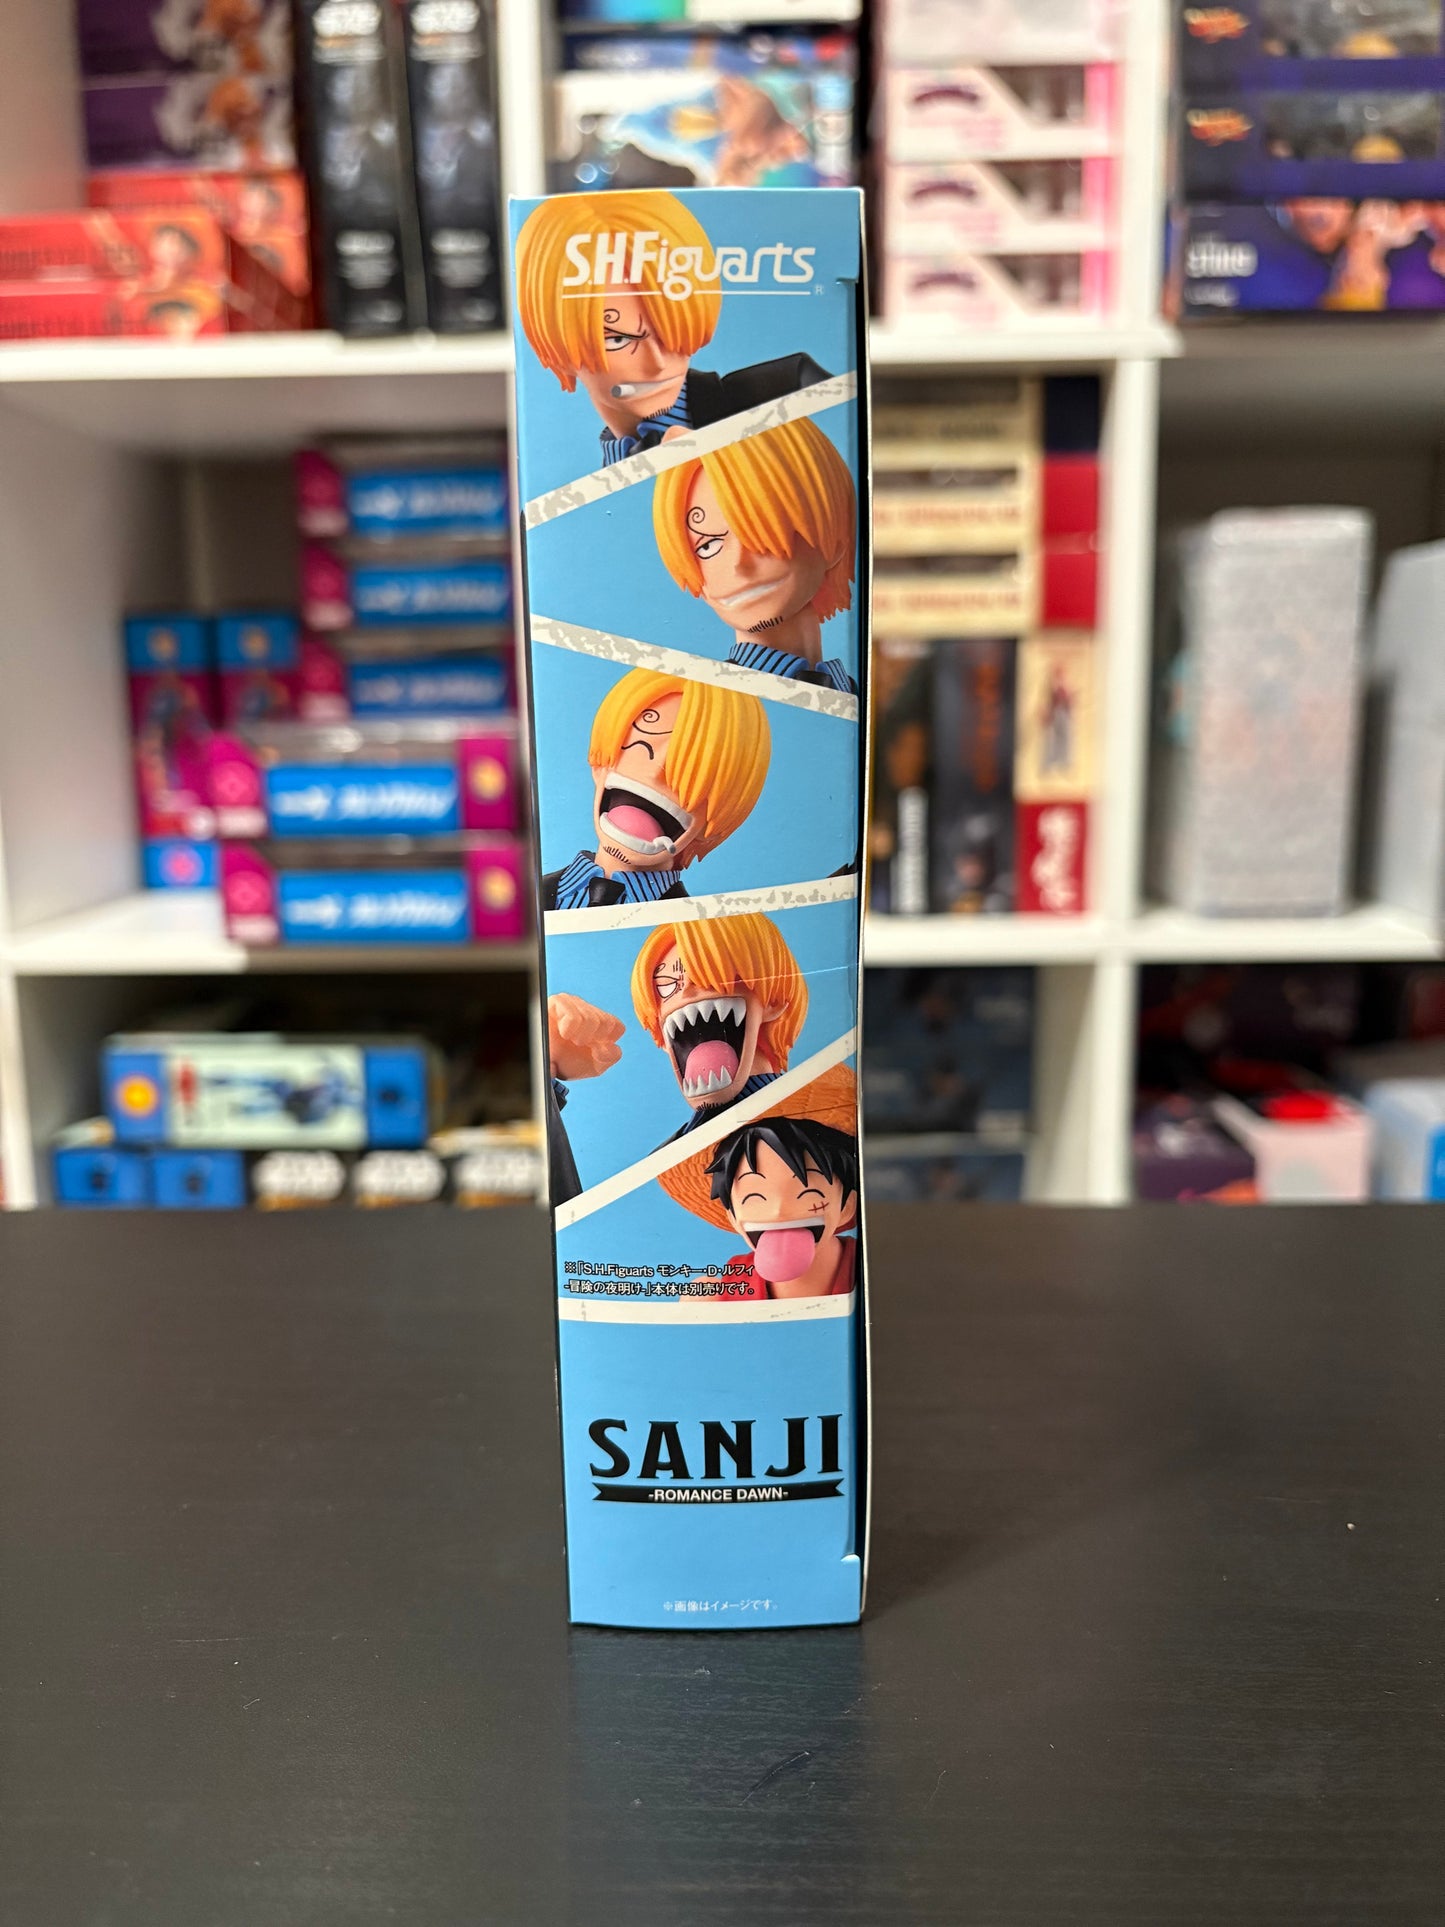 S.H.Figuarts
®
※「S.H.Figuarts モンキー・D・ルフィ
-冒険の夜明け-」本体は別売りです。
SANJI
-ROMANCE DAWN-
※画像はイメージです。